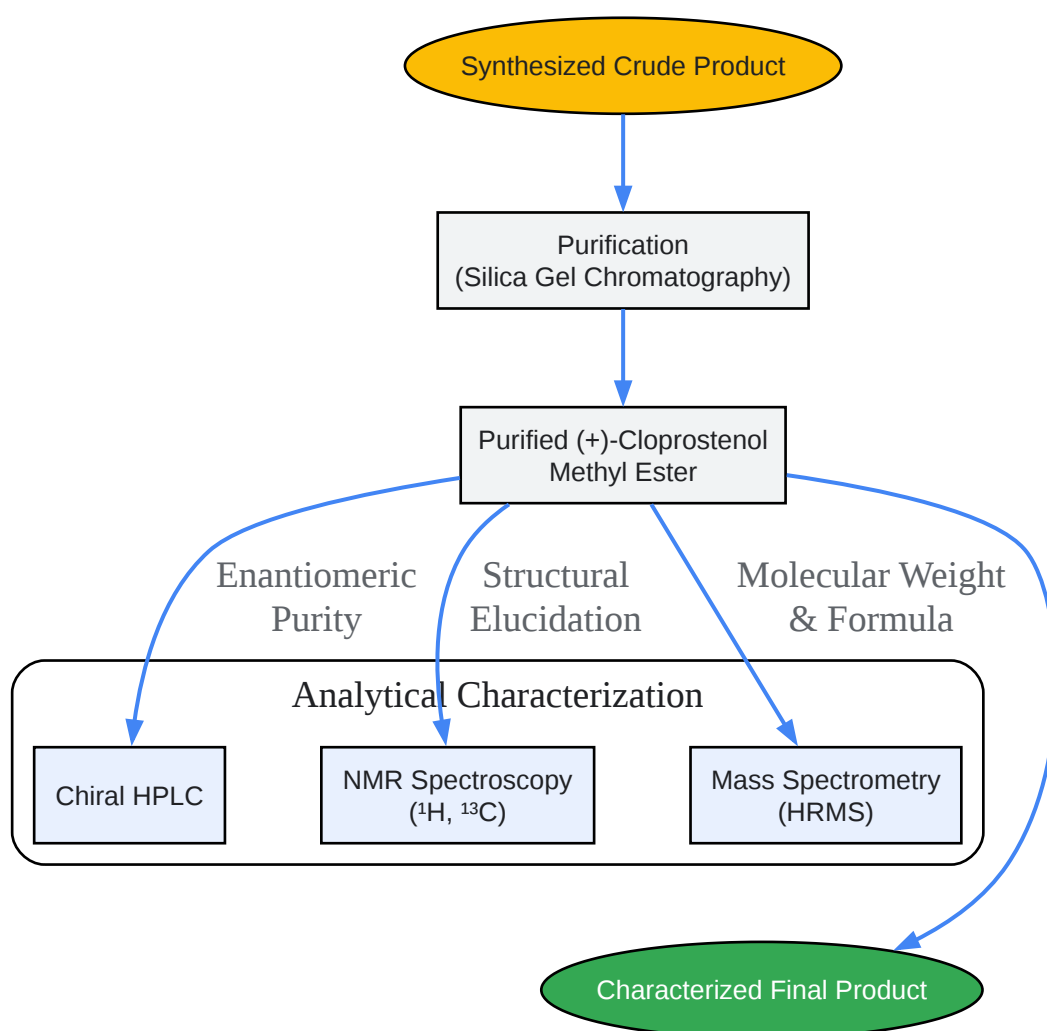 Synthesized Crude Product
Purification
(Silica Gel Chromatography)
Purified (+)-Cloprostenol
Methyl Ester
Enantiomeric
Purity
Structural
Elucidation
Molecular Weight
& Formula
Analytical Characterization
Chiral HPLC
NMR Spectroscopy
(¹H, ¹³C)
Mass Spectrometry
(HRMS)
Characterized Final Product